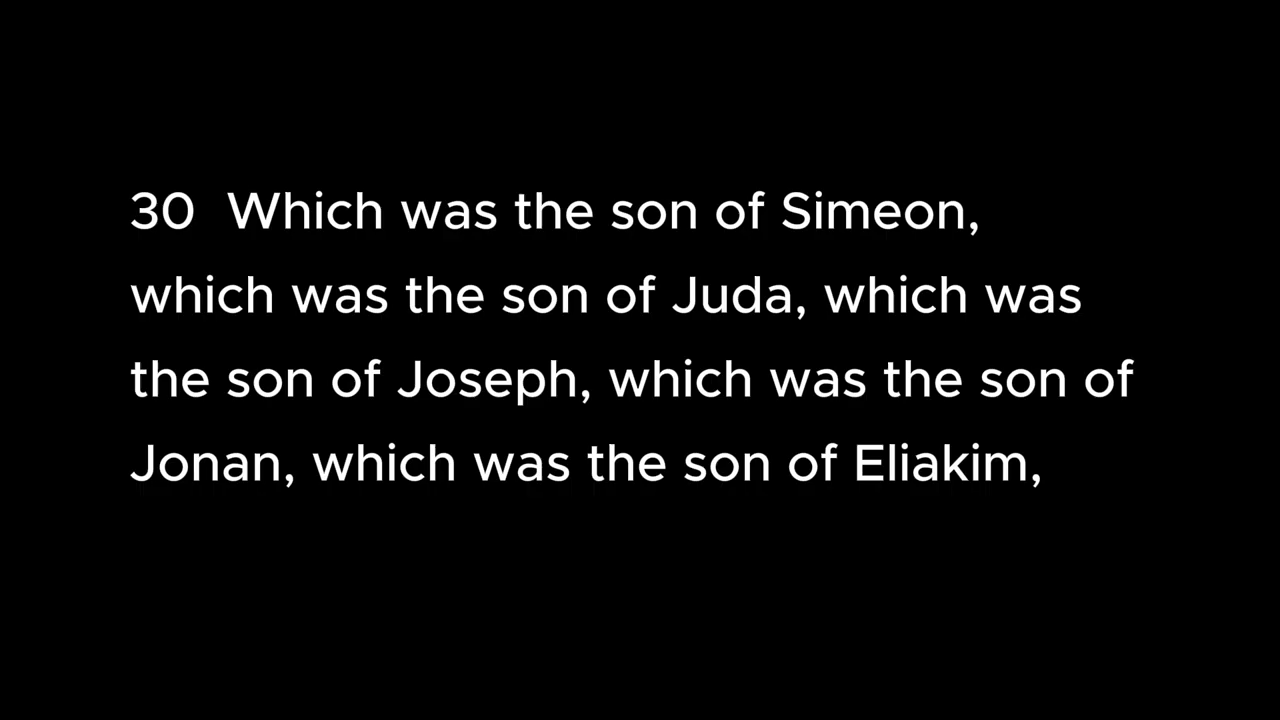 30 Which was the son of Simeon,
which was the son of Juda, which was
the son of Joseph, which was the son of
Jonan, which was the son of Eliakim,